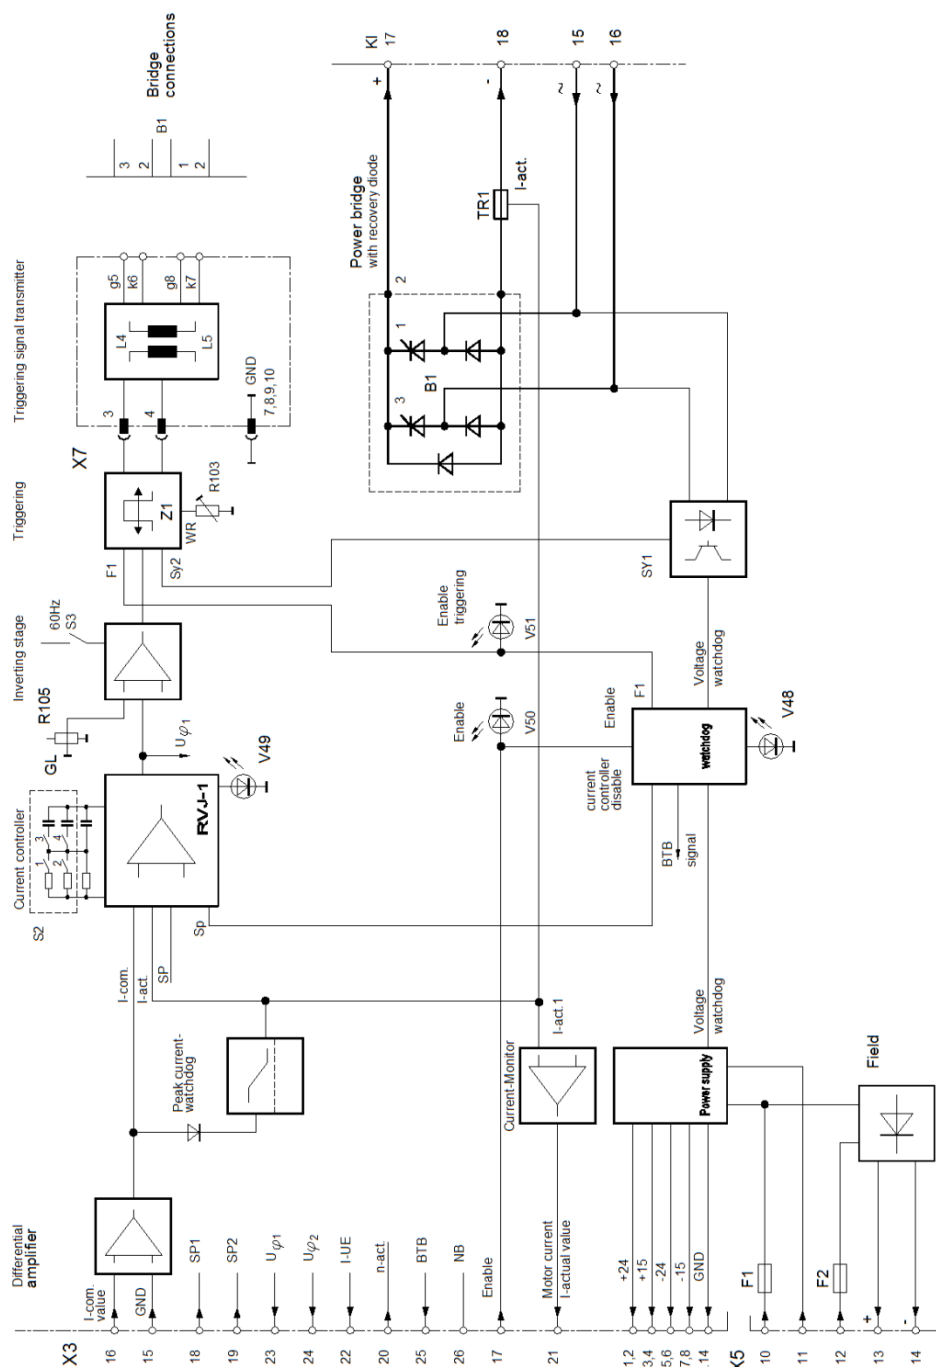 Differential
amplifier
Current controller
Inverting stage
Triggering
Triggering signal transmitter
Bridge
connections
X3
16
I-com.
value
15
GND
18
SP1
19
SP2
23
Uφ1
24
Uφ2
22
I-UE
20
n-act.
25
BTB
26
NB
17
Enable
21
Motor current
I-actual value
Peak current-
watchdog
I-com.
I-act.
SP
Sp
S2
1
3
2
4
RVJ-1
V49
Uφ1
GL
R105
60Hz
S3
F1
Sy2
WR
Z1
R103
X7
3
4
L4
L5
g5
k6
g8
k7
GND
7,8,9,10
3
2
1
2
B1
Current-Monitor
I-act.1
Enable
V50
Enable
triggering
V51
Power bridge
with recovery diode
2
1
3
B1
TR1
I-act.
KI
17
+
18
-
15
~
16
~
SY1
Voltage
watchdog
F1
Enable
watchdog
V48
current
controller
disable
BTB
signal
Voltage
watchdog
Power supply
1,2
+24
3,4
+15
5,6
-24
7,8
-15
.14
GND
X5
10
F1
11
12
F2
13
+
14
-
Field